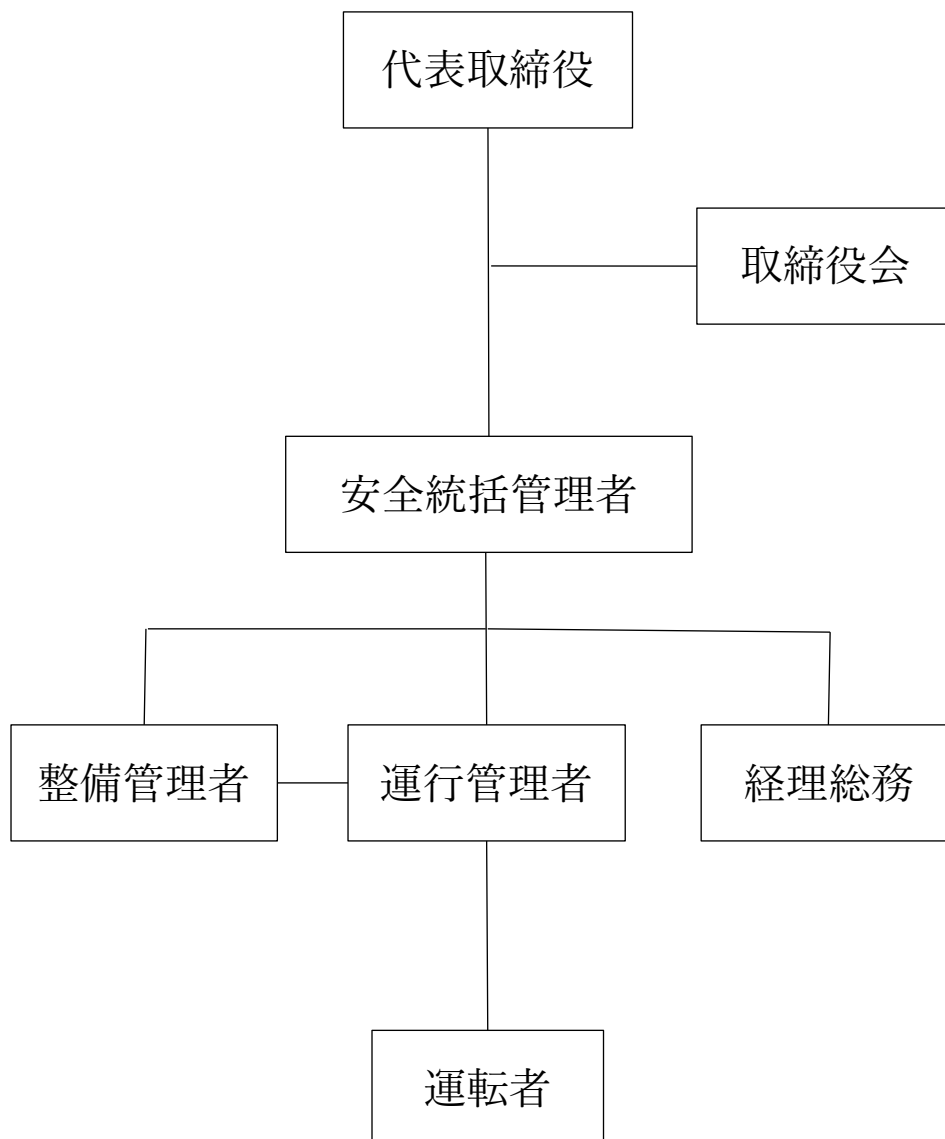 代表取締役
取締役会
安全統括管理者
整備管理者
運行管理者
経理総務
運転者